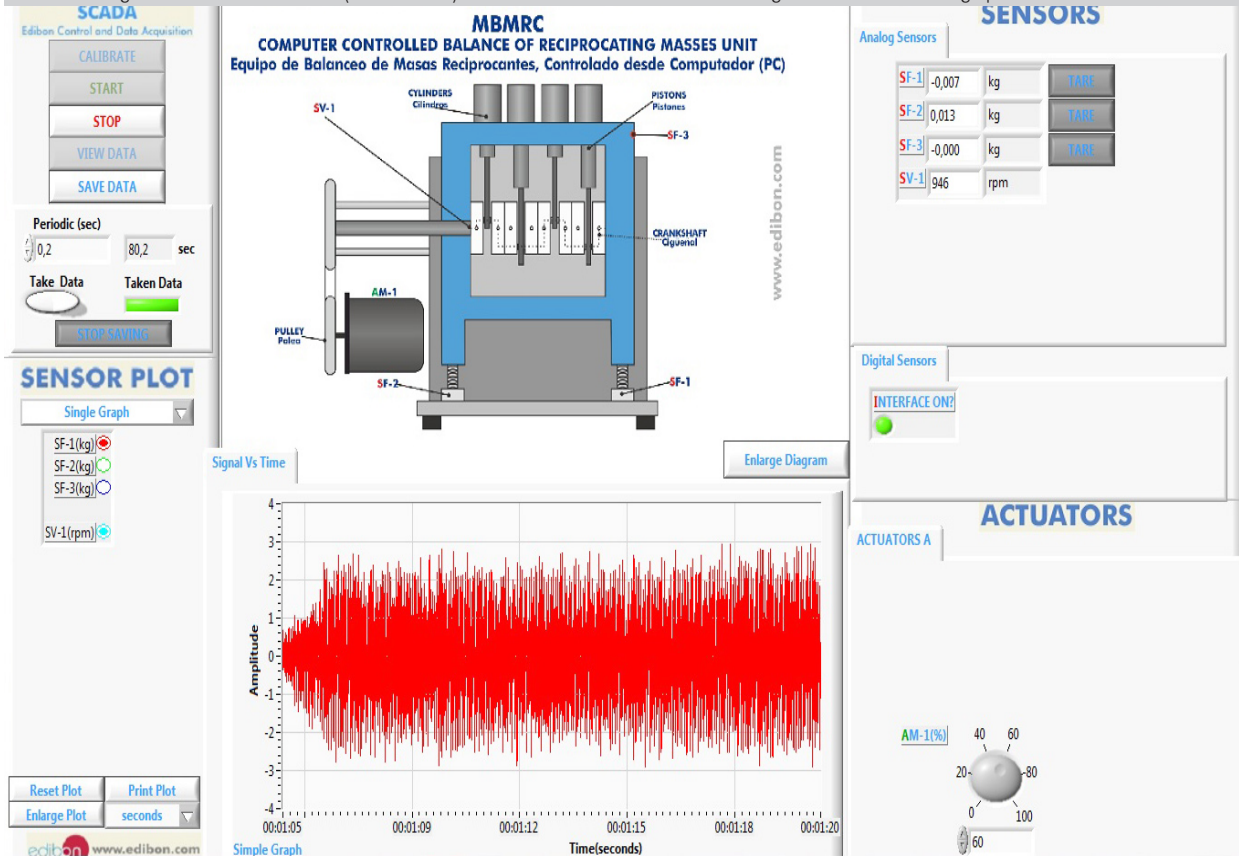 SCADA
Edibon Control and Data Acquisition
CALIBRATE
START
STOP
VIEW DATA
SAVE DATA
Periodic (sec)
0,2
80,2 sec
Take Data
Taken Data
STOP SAVING
SENSOR PLOT
Single Graph
SF-1(kg)
SF-2(kg)
SF-3(kg)
SV-1(rpm)
Reset Plot
Print Plot
Enlarge Plot
seconds
edibon www.edibon.com
MBMRC
COMPUTER CONTROLLED BALANCE OF RECIPROCATING MASSES UNIT
Equipo de Balanceo de Masas Reciprocantes, Controlado desde Computador (PC)
CYLINDERS
Cilindros
PISTONS
Pistones
SV-1
SF-3
CRANKSHAFT
Ciguenal
AM-1
PULLEY
Polea
SF-2
SF-1
www.edibon.com
Enlarge Diagram
Signal Vs Time
Amplitude
4
3
2
1
0
-1
-2
-3
-4
00:01:05 00:01:09 00:01:12 00:01:15 00:01:18 00:01:20
Time(seconds)
Simple Graph
SENSORS
Analog Sensors
SF-1 -0,007 kg TARE
SF-2 0,013 kg TARE
SF-3 -0,000 kg TARE
SV-1 946 rpm
Digital Sensors
INTERFACE ON?
ACTUATORS
ACTUATORS A
AM-1(%)
40 60
20 80
0 100
60